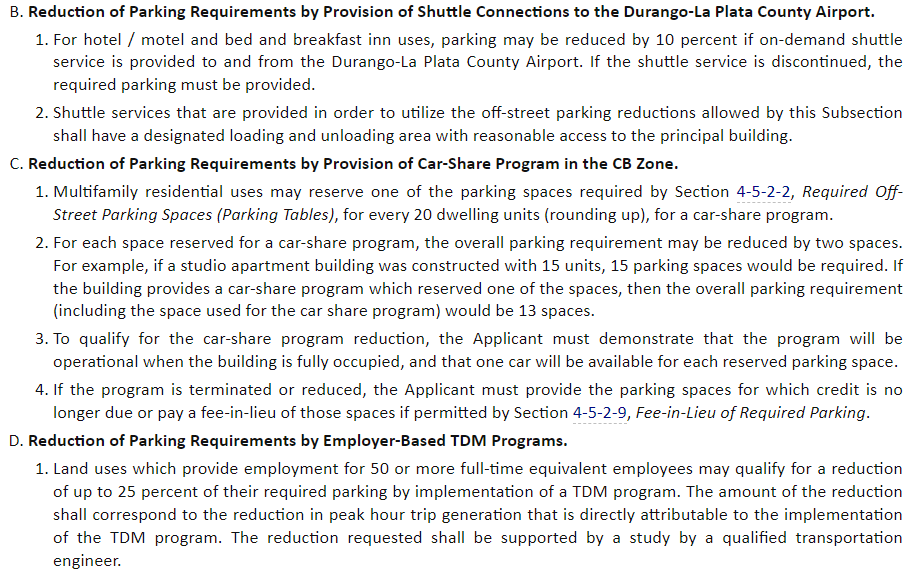 B. Reduction of Parking Requirements by Provision of Shuttle Connections to the Durango-La Plata County Airport.
1. For hotel / motel and bed and breakfast inn uses, parking may be reduced by 10 percent if on-demand shuttle
service is provided to and from the Durango-La Plata County Airport. If the shuttle service is discontinued, the
required parking must be provided.
2. Shuttle services that are provided in order to utilize the off-street parking reductions allowed by this Subsection
shall have a designated loading and unloading area with reasonable access to the principal building.
C. Reduction of Parking Requirements by Provision of Car-Share Program in the CB Zone.
1. Multifamily residential uses may reserve one of the parking spaces required by Section 4-5-2-2, Required Off-
Street Parking Spaces (Parking Tables), for every 20 dwelling units (rounding up), for a car-share program.
2. For each space reserved for a car-share program, the overall parking requirement may be reduced by two spaces.
For example, if a studio apartment building was constructed with 15 units, 15 parking spaces would be required. If
the building provides a car-share program which reserved one of the spaces, then the overall parking requirement
(including the space used for the car share program) would be 13 spaces.
3. To qualify for the car-share program reduction, the Applicant must demonstrate that the program will be
operational when the building is fully occupied, and that one car will be available for each reserved parking space.
4. If the program is terminated or reduced, the Applicant must provide the parking spaces for which credit is no
longer due or pay a fee-in-lieu of those spaces if permitted by Section 4-5-2-9, Fee-in-Lieu of Required Parking.
D. Reduction of Parking Requirements by Employer-Based TDM Programs.
1. Land uses which provide employment for 50 or more full-time equivalent employees may qualify for a reduction
of up to 25 percent of their required parking by implementation of a TDM program. The amount of the reduction
shall correspond to the reduction in peak hour trip generation that is directly attributable to the implementation
of the TDM program. The reduction requested shall be supported by a study by a qualified transportation
engineer.